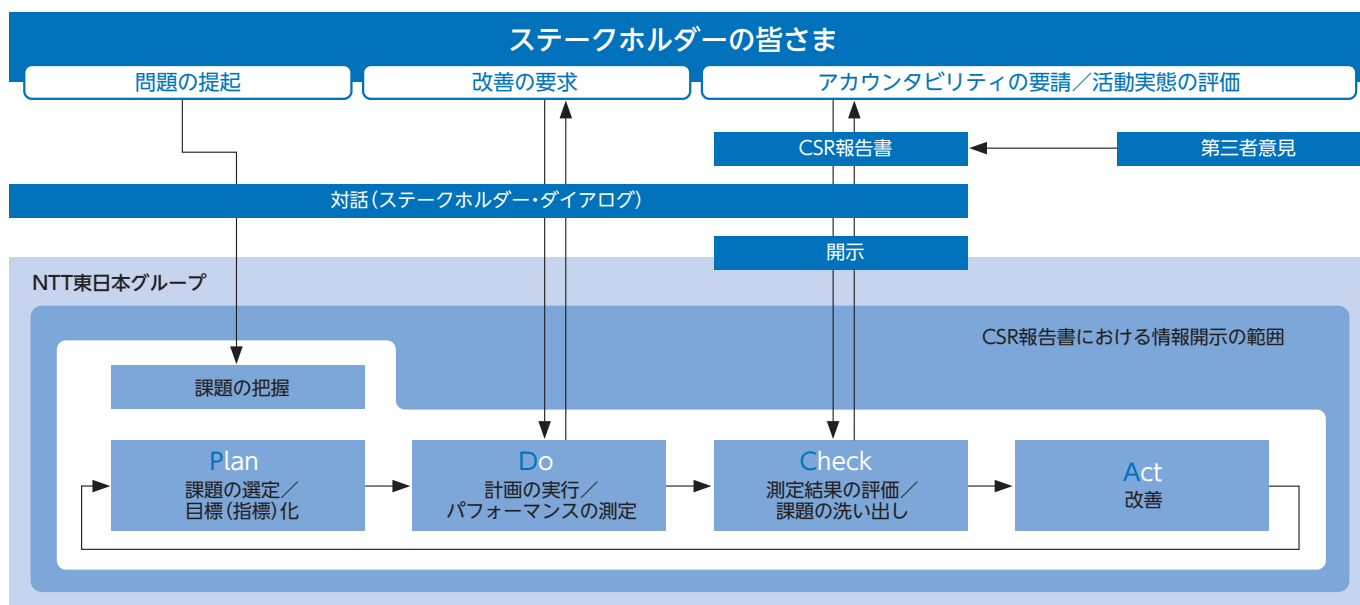 ステークホルダーの皆さま
問題の提起
改善の要求
アカウンタビリティの要請／活動実態の評価
CSR報告書
第三者意見
対話（ステークホルダー・ダイアログ）
開示
NTT東日本グループ
CSR報告書における情報開示の範囲
課題の把握
Plan
課題の選定／
目標（指標）化
Do
計画の実行／
パフォーマンスの測定
Check
測定結果の評価／
課題の洗い出し
Act
改善